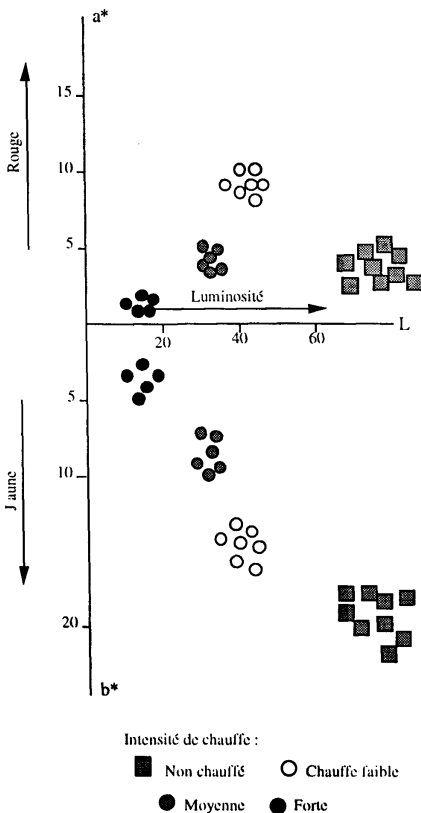 a*
15
Rouge
10
5
Luminosité
L
20 40 60
5
Jaune
10
20
b*
Intensité de chauffe :
Non chauffé Chauffe faible
Moyenne Forte